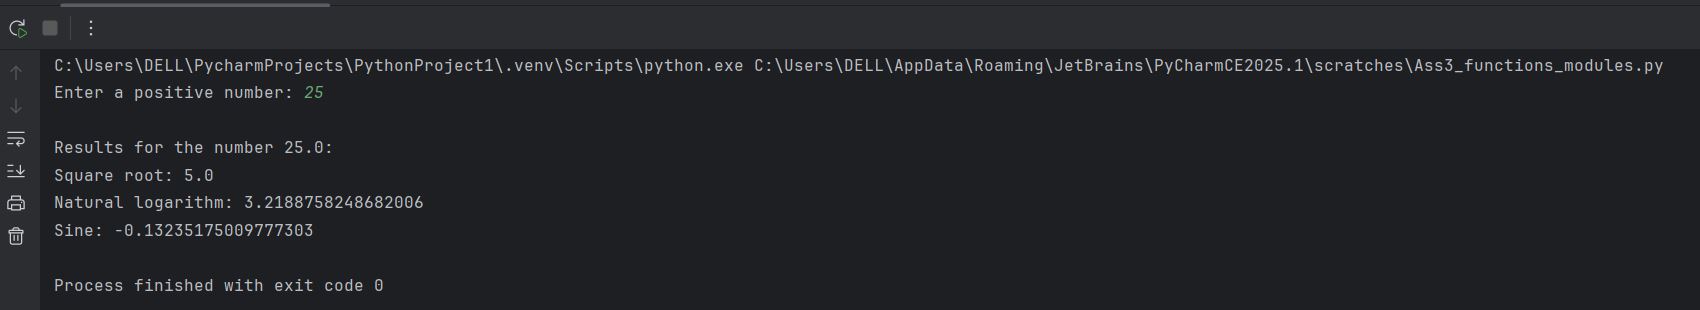 C:\Users\DELL\PycharmProjects\PythonProject1\.venv\Scripts\python.exe C:\Users\DELL\AppData\Roaming\JetBrains\PyCharmCE2025.1\scratches\Ass3_functions_modules.py
Enter a positive number: 25
Results for the number 25.0:
Square root: 5.0
Natural logarithm: 3.2188758248682006
Sine: -0.13235175009777303
Process finished with exit code 0